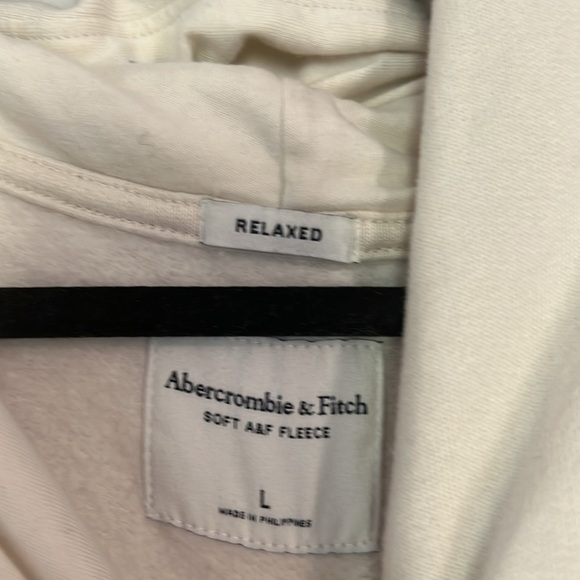 RELAXED
Abercrombie & Fitch
SOFT A&F FLEECE
L
MADE IN PHILIPPINES